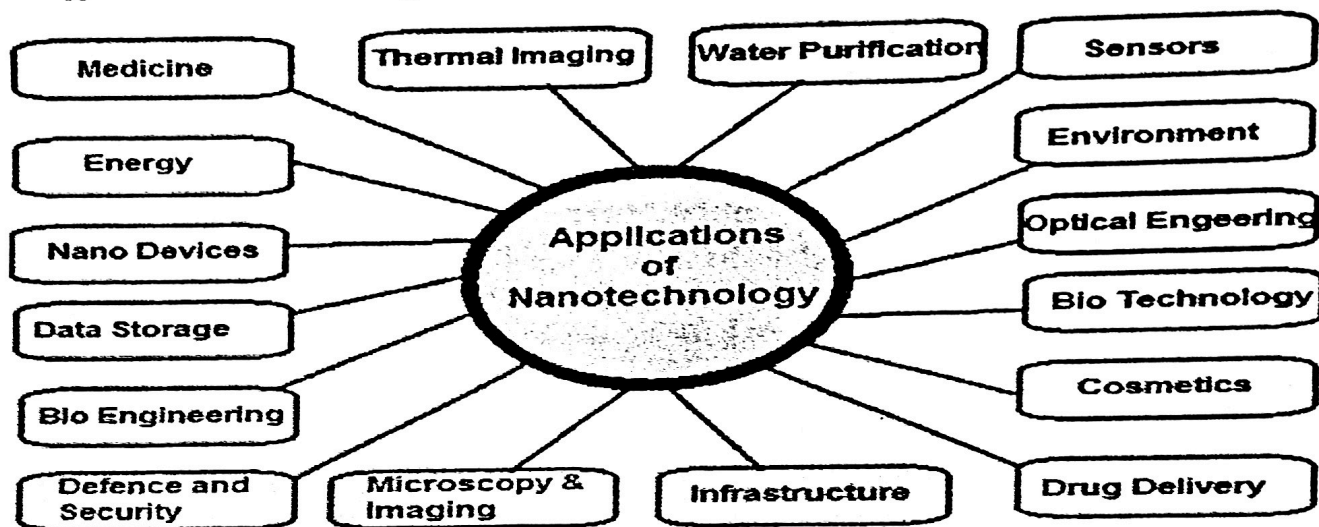 Medicine
Thermal Imaging
Water Purification
Sensors
Energy
Environment
Nano Devices
Applications
of
Nanotechnology
Optical Engeering
Data Storage
Bio Technology
Bio Engineering
Cosmetics
Defence and
Security
Microscopy &
Imaging
Infrastructure
Drug Delivery